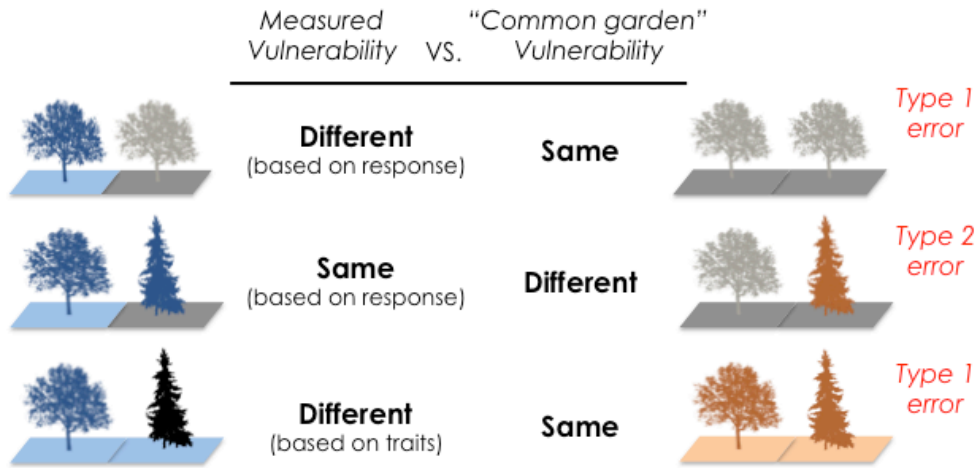 Measured Vulnerability VS. “Common garden” Vulnerability
Different
(based on response)
Same
Type 1 error
Same
(based on response)
Different
Type 2 error
Different
(based on traits)
Same
Type 1 error